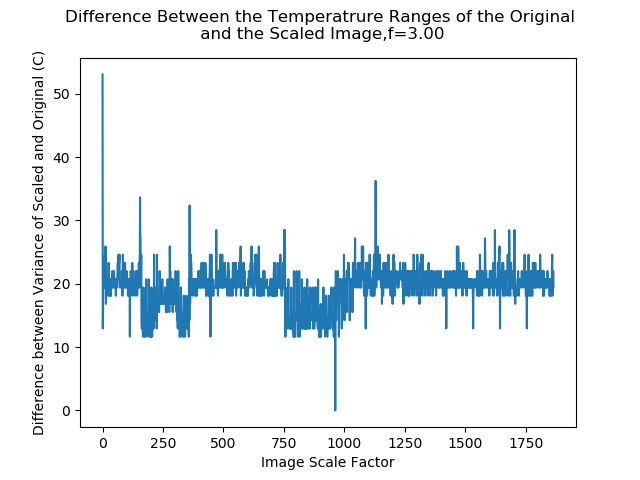 Difference Between the Temperatrure Ranges of the Original
and the Scaled Image,f=3.00
Difference between Variance of Scaled and Original (C)
50
40
30
20
10
0
0 250 500 750 1000 1250 1500 1750
Image Scale Factor